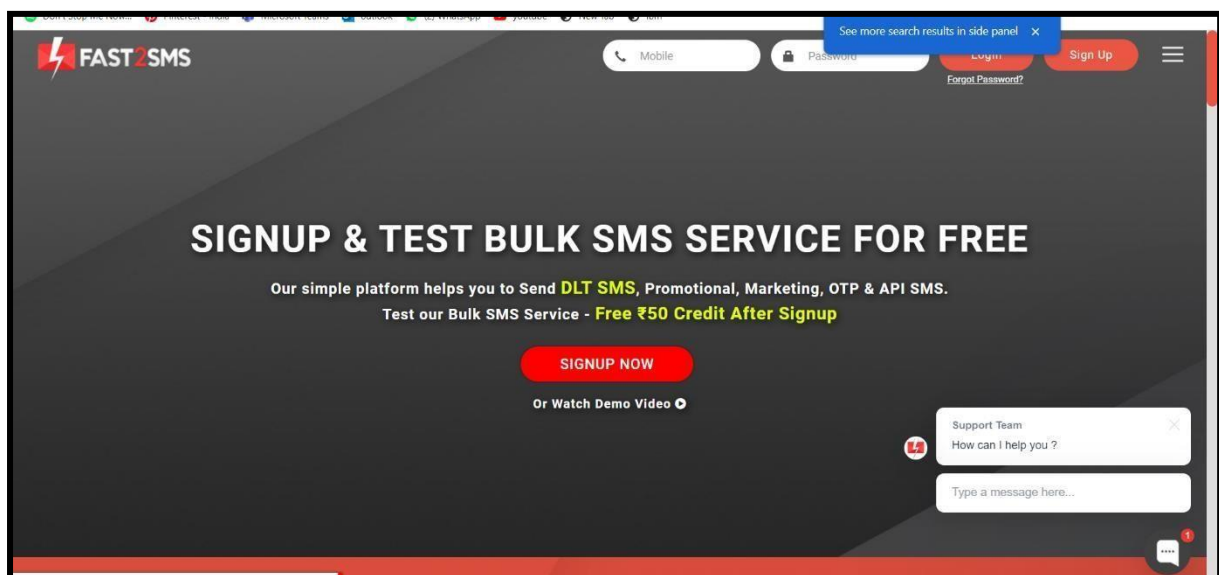 See more search results in side panel ×
FAST2SMS
Mobile
Password
Login
Sign Up
Forgot Password?
SIGNUP & TEST BULK SMS SERVICE FOR FREE
Our simple platform helps you to Send DLT SMS, Promotional, Marketing, OTP & API SMS.
Test our Bulk SMS Service - Free ₹50 Credit After Signup
SIGNUP NOW
Or Watch Demo Video
Support Team
How can I help you ?
Type a message here...
1